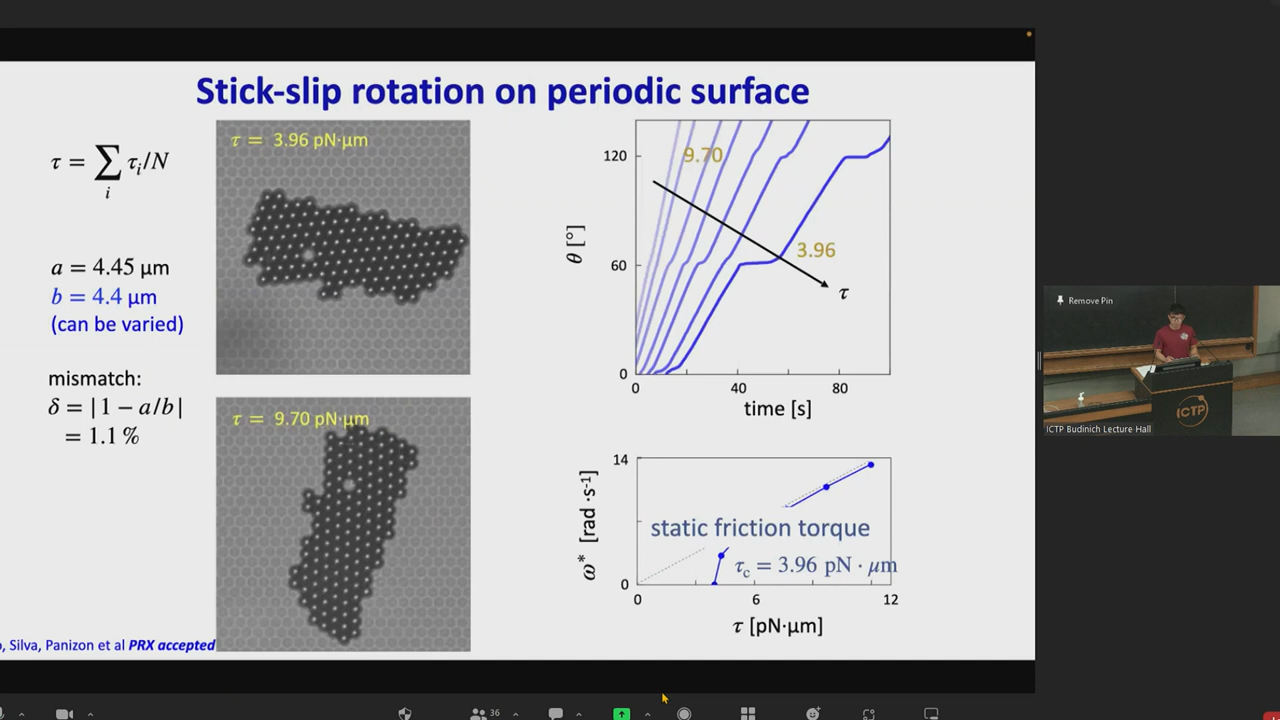 Stick-slip rotation on periodic surface
τ = ∑ τᵢ/N
i
a = 4.45 μm
b = 4.4 μm
(can be varied)
mismatch:
δ = |1 − a/b|
= 1.1 %
τ = 3.96 pN·μm
τ = 9.70 pN·μm
θ [°]
120
60
0
9.70
3.96
τ
0
40
80
time [s]
ω* [rad ·s⁻¹]
14
0
static friction torque
τc = 3.96 pN · μm
0
6
12
τ [pN·μm]
, Silva, Panizon et al PRX accepted
Remove Pin
ICTP
ICTP Budinich Lecture Hall
36